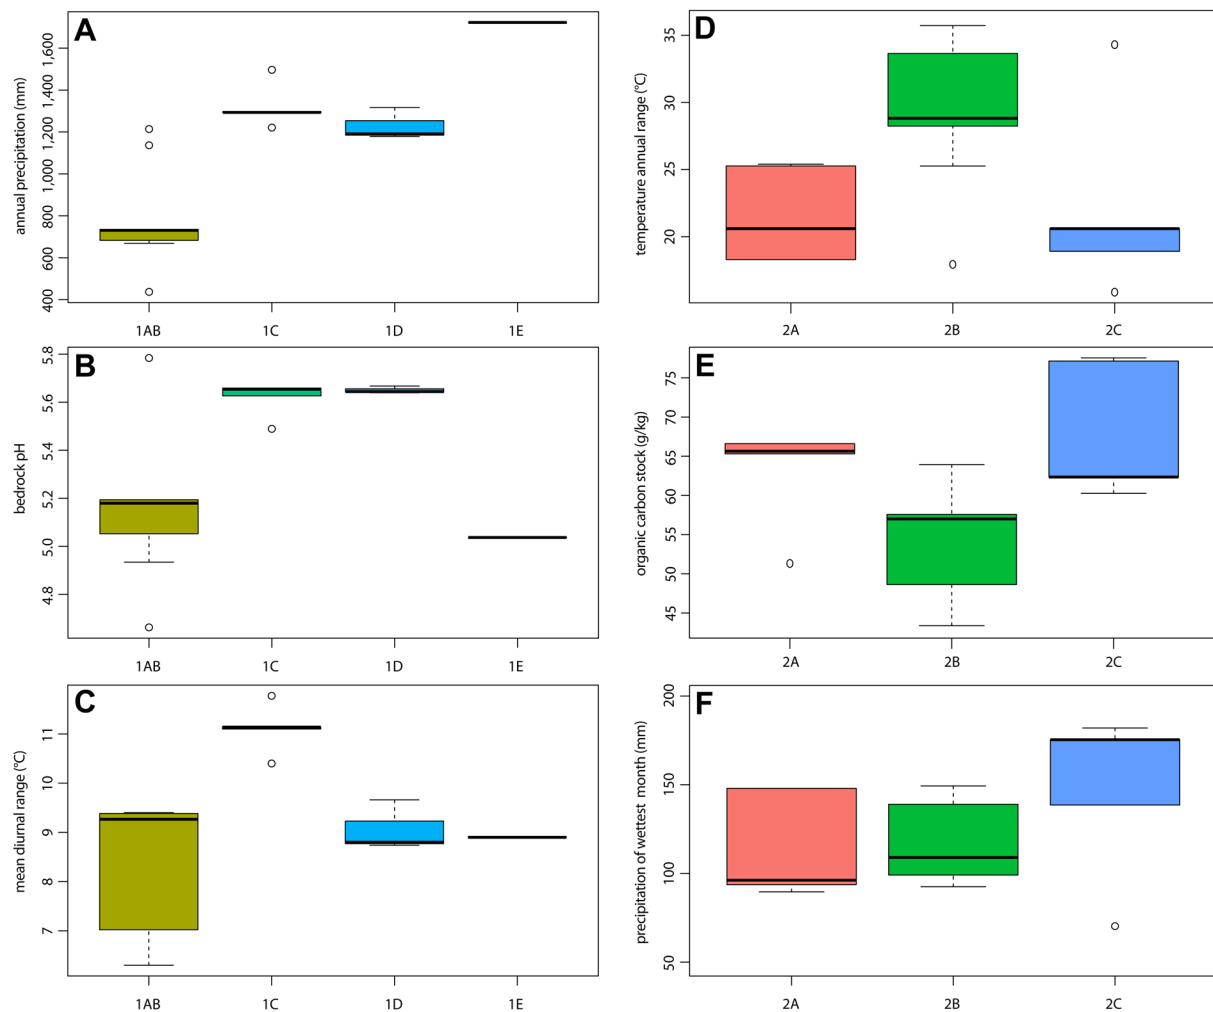 A
annual precipitation (mm)
1,600
1,400
1,200
1,000
800
600
400
1AB
1C
1D
1E
B
bedrock pH
5.8
5.6
5.4
5.2
5.0
4.8
1AB
1C
1D
1E
C
mean diurnal range (°C)
11
10
9
8
7
1AB
1C
1D
1E
D
temperature annual range (°C)
35
30
25
20
2A
2B
2C
E
organic carbon stock (g/kg)
75
70
65
60
55
50
45
2A
2B
2C
F
precipitation of wettest month (mm)
200
150
100
50
2A
2B
2C